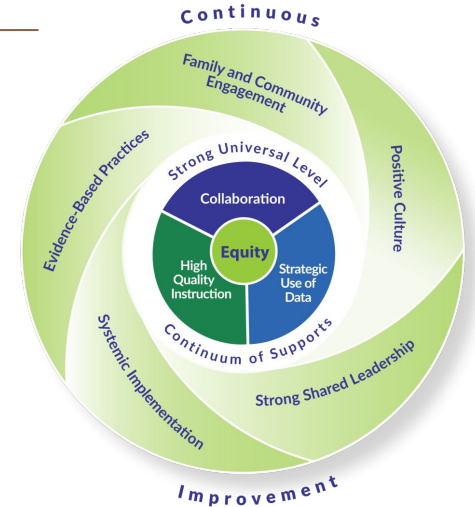 Continuous
Family and Community
Engagement
Positive Culture
Evidence-Based Practices
Strong Universal Level
Collaboration
Equity
High
Quality
Instruction
Strategic
Use of
Data
Continuum of Supports
Systemic Implementation
Strong Shared Leadership
Improvement